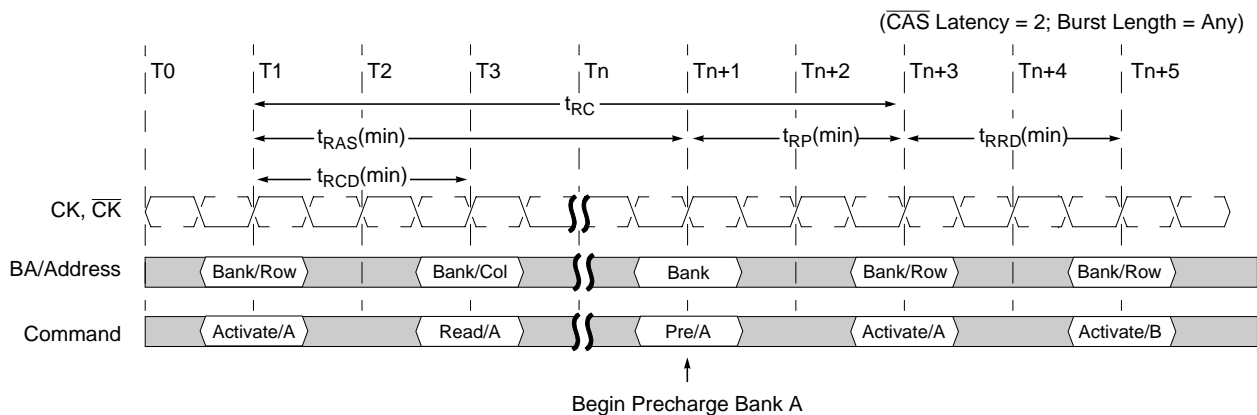 (CAS Latency = 2; Burst Length = Any)
T0 T1 T2 T3 Tn Tn+1 Tn+2 Tn+3 Tn+4 Tn+5
tRC
tRAS(min) tRP(min) tRRD(min)
tRCD(min)
CK, CK
BA/Address Bank/Row Bank/Col Bank Bank/Row Bank/Row
Command Activate/A Read/A Pre/A Activate/A Activate/B
Begin Precharge Bank A